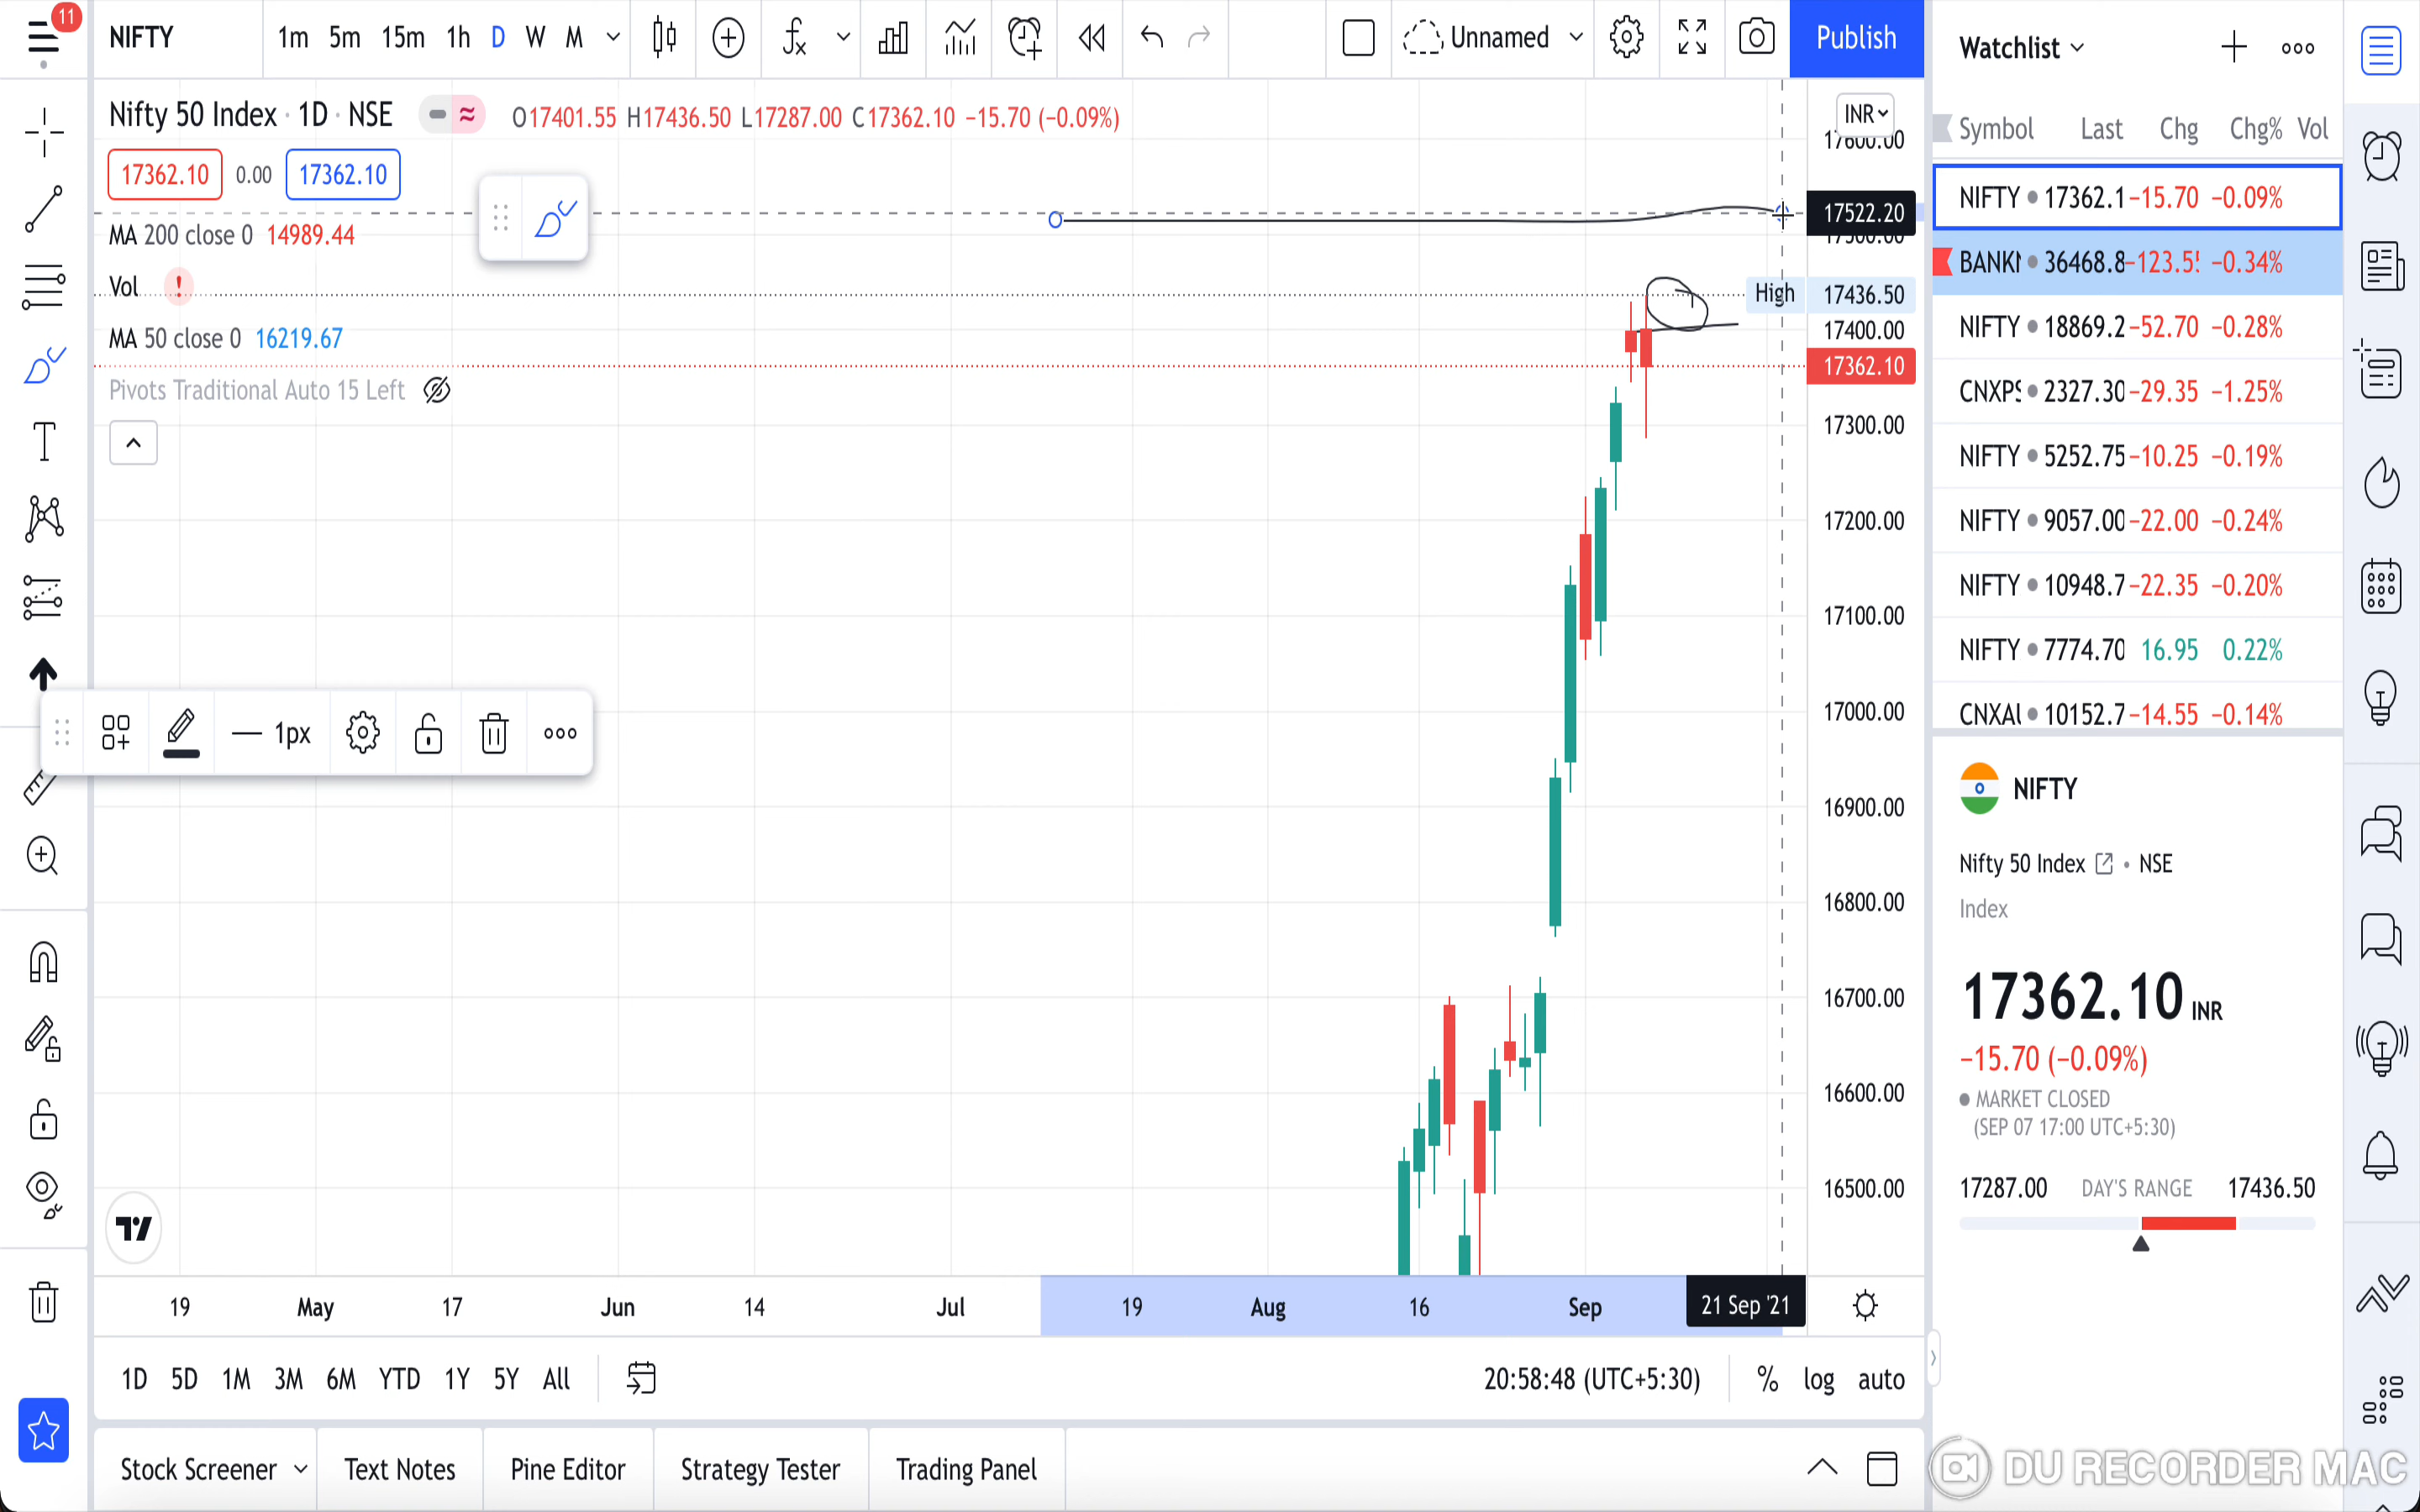 11
NIFTY
1m 5m 15m 1h D W M
Unnamed
Publish
Watchlist
Nifty 50 Index · 1D · NSE
O17401.55 H17436.50 L17287.00 C17362.10 −15.70 (−0.09%)
17362.10 0.00 17362.10
MA 200 close 0 14989.44
Vol !
MA 50 close 0 16219.67
Pivots Traditional Auto 15 Left
INR
17600.00
17522.20
17500.00
High 17436.50
17400.00
17362.10
17300.00
17200.00
17100.00
17000.00
16900.00
16800.00
16700.00
16600.00
16500.00
1px
19 May 17 Jun 14 Jul 19 Aug 16 Sep 21 Sep '21
1D 5D 1M 3M 6M YTD 1Y 5Y All
20:58:48 (UTC+5:30) % log auto
Stock Screener Text Notes Pine Editor Strategy Tester Trading Panel
Symbol Last Chg Chg% Vol
NIFTY 17362.1 −15.70 −0.09%
BANKN 36468.8 −123.5 −0.34%
NIFTY 18869.2 −52.70 −0.28%
CNXPS 2327.30 −29.35 −1.25%
NIFTY 5252.75 −10.25 −0.19%
NIFTY 9057.00 −22.00 −0.24%
NIFTY 10948.7 −22.35 −0.20%
NIFTY 7774.70 16.95 0.22%
CNXAU 10152.7 −14.55 −0.14%
NIFTY
Nifty 50 Index • NSE
Index
17362.10 INR
−15.70 (−0.09%)
MARKET CLOSED
(SEP 07 17:00 UTC+5:30)
17287.00 DAY'S RANGE 17436.50
DU RECORDER MAC